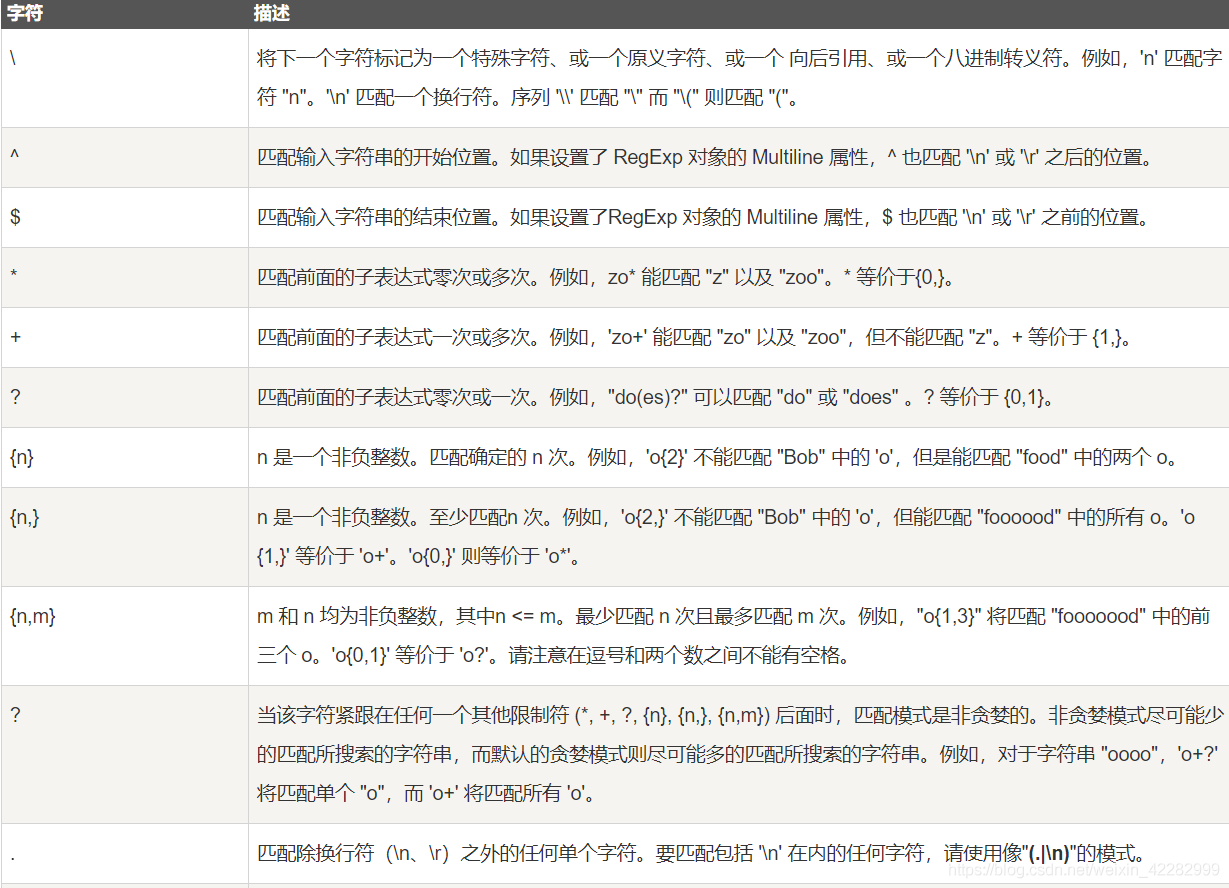 字符 描述
\ 将下一个字符标记为一个特殊字符、或一个原义字符、或一个 向后引用、或一个八进制转义符。例如，'n' 匹配字
符 "n"。'\n' 匹配一个换行符。序列 '\\' 匹配 "\" 而 "\(" 则匹配 "("。
^ 匹配输入字符串的开始位置。如果设置了 RegExp 对象的 Multiline 属性，^ 也匹配 '\n' 或 '\r' 之后的位置。
$ 匹配输入字符串的结束位置。如果设置了RegExp 对象的 Multiline 属性，$ 也匹配 '\n' 或 '\r' 之前的位置。
* 匹配前面的子表达式零次或多次。例如，zo* 能匹配 "z" 以及 "zoo"。* 等价于{0,}。
+ 匹配前面的子表达式一次或多次。例如，'zo+' 能匹配 "zo" 以及 "zoo"，但不能匹配 "z"。+ 等价于 {1,}。
? 匹配前面的子表达式零次或一次。例如，"do(es)?" 可以匹配 "do" 或 "does" 。? 等价于 {0,1}。
{n} n 是一个非负整数。匹配确定的 n 次。例如，'o{2}' 不能匹配 "Bob" 中的 'o'，但是能匹配 "food" 中的两个 o。
{n,} n 是一个非负整数。至少匹配n 次。例如，'o{2,}' 不能匹配 "Bob" 中的 'o'，但能匹配 "foooood" 中的所有 o。'o
{1,}' 等价于 'o+'。'o{0,}' 则等价于 'o*'。
{n,m} m 和 n 均为非负整数，其中n <= m。最少匹配 n 次且最多匹配 m 次。例如，"o{1,3}" 将匹配 "fooooood" 中的前
三个 o。'o{0,1}' 等价于 'o?'。请注意在逗号和两个数之间不能有空格。
? 当该字符紧跟在任何一个其他限制符 (*, +, ?, {n}, {n,}, {n,m}) 后面时，匹配模式是非贪婪的。非贪婪模式尽可能少
的匹配所搜索的字符串，而默认的贪婪模式则尽可能多的匹配所搜索的字符串。例如，对于字符串 "oooo"，'o+?'
将匹配单个 "o"，而 'o+' 将匹配所有 'o'。
. 匹配除换行符（\n、\r）之外的任何单个字符。要匹配包括 '\n' 在内的任何字符，请使用像"(.|\n)"的模式。
https://blog.csdn.net/weixin_42282999